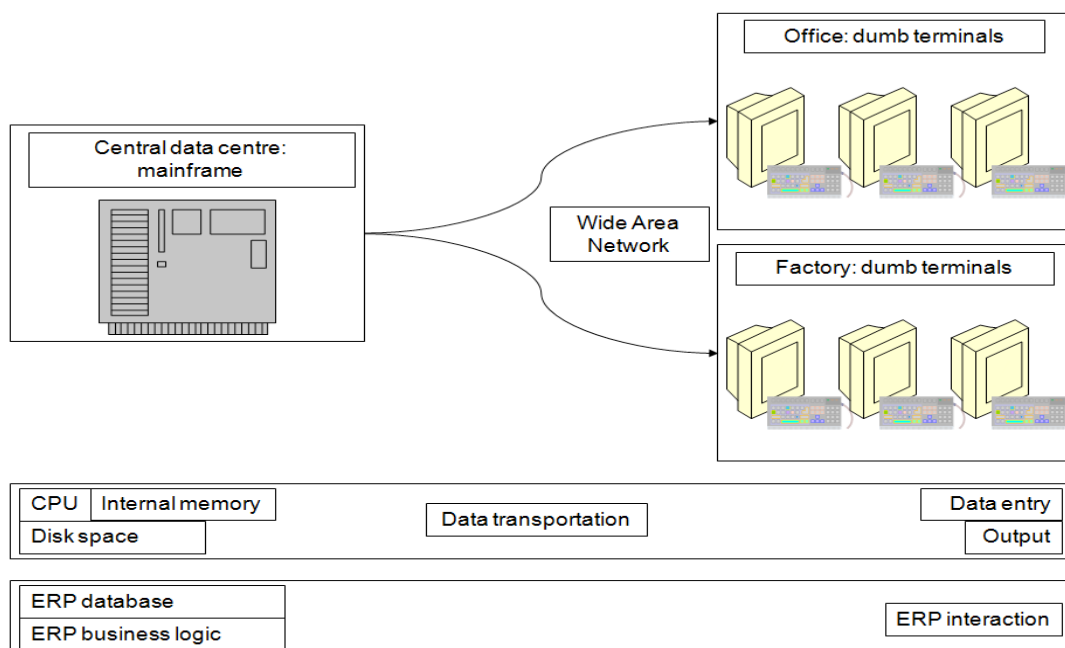 Office: dumb terminals
Central data centre:
mainframe
Wide Area
Network
Factory: dumb terminals
CPU
Internal memory
Disk space
Data transportation
Data entry
Output
ERP database
ERP business logic
ERP interaction